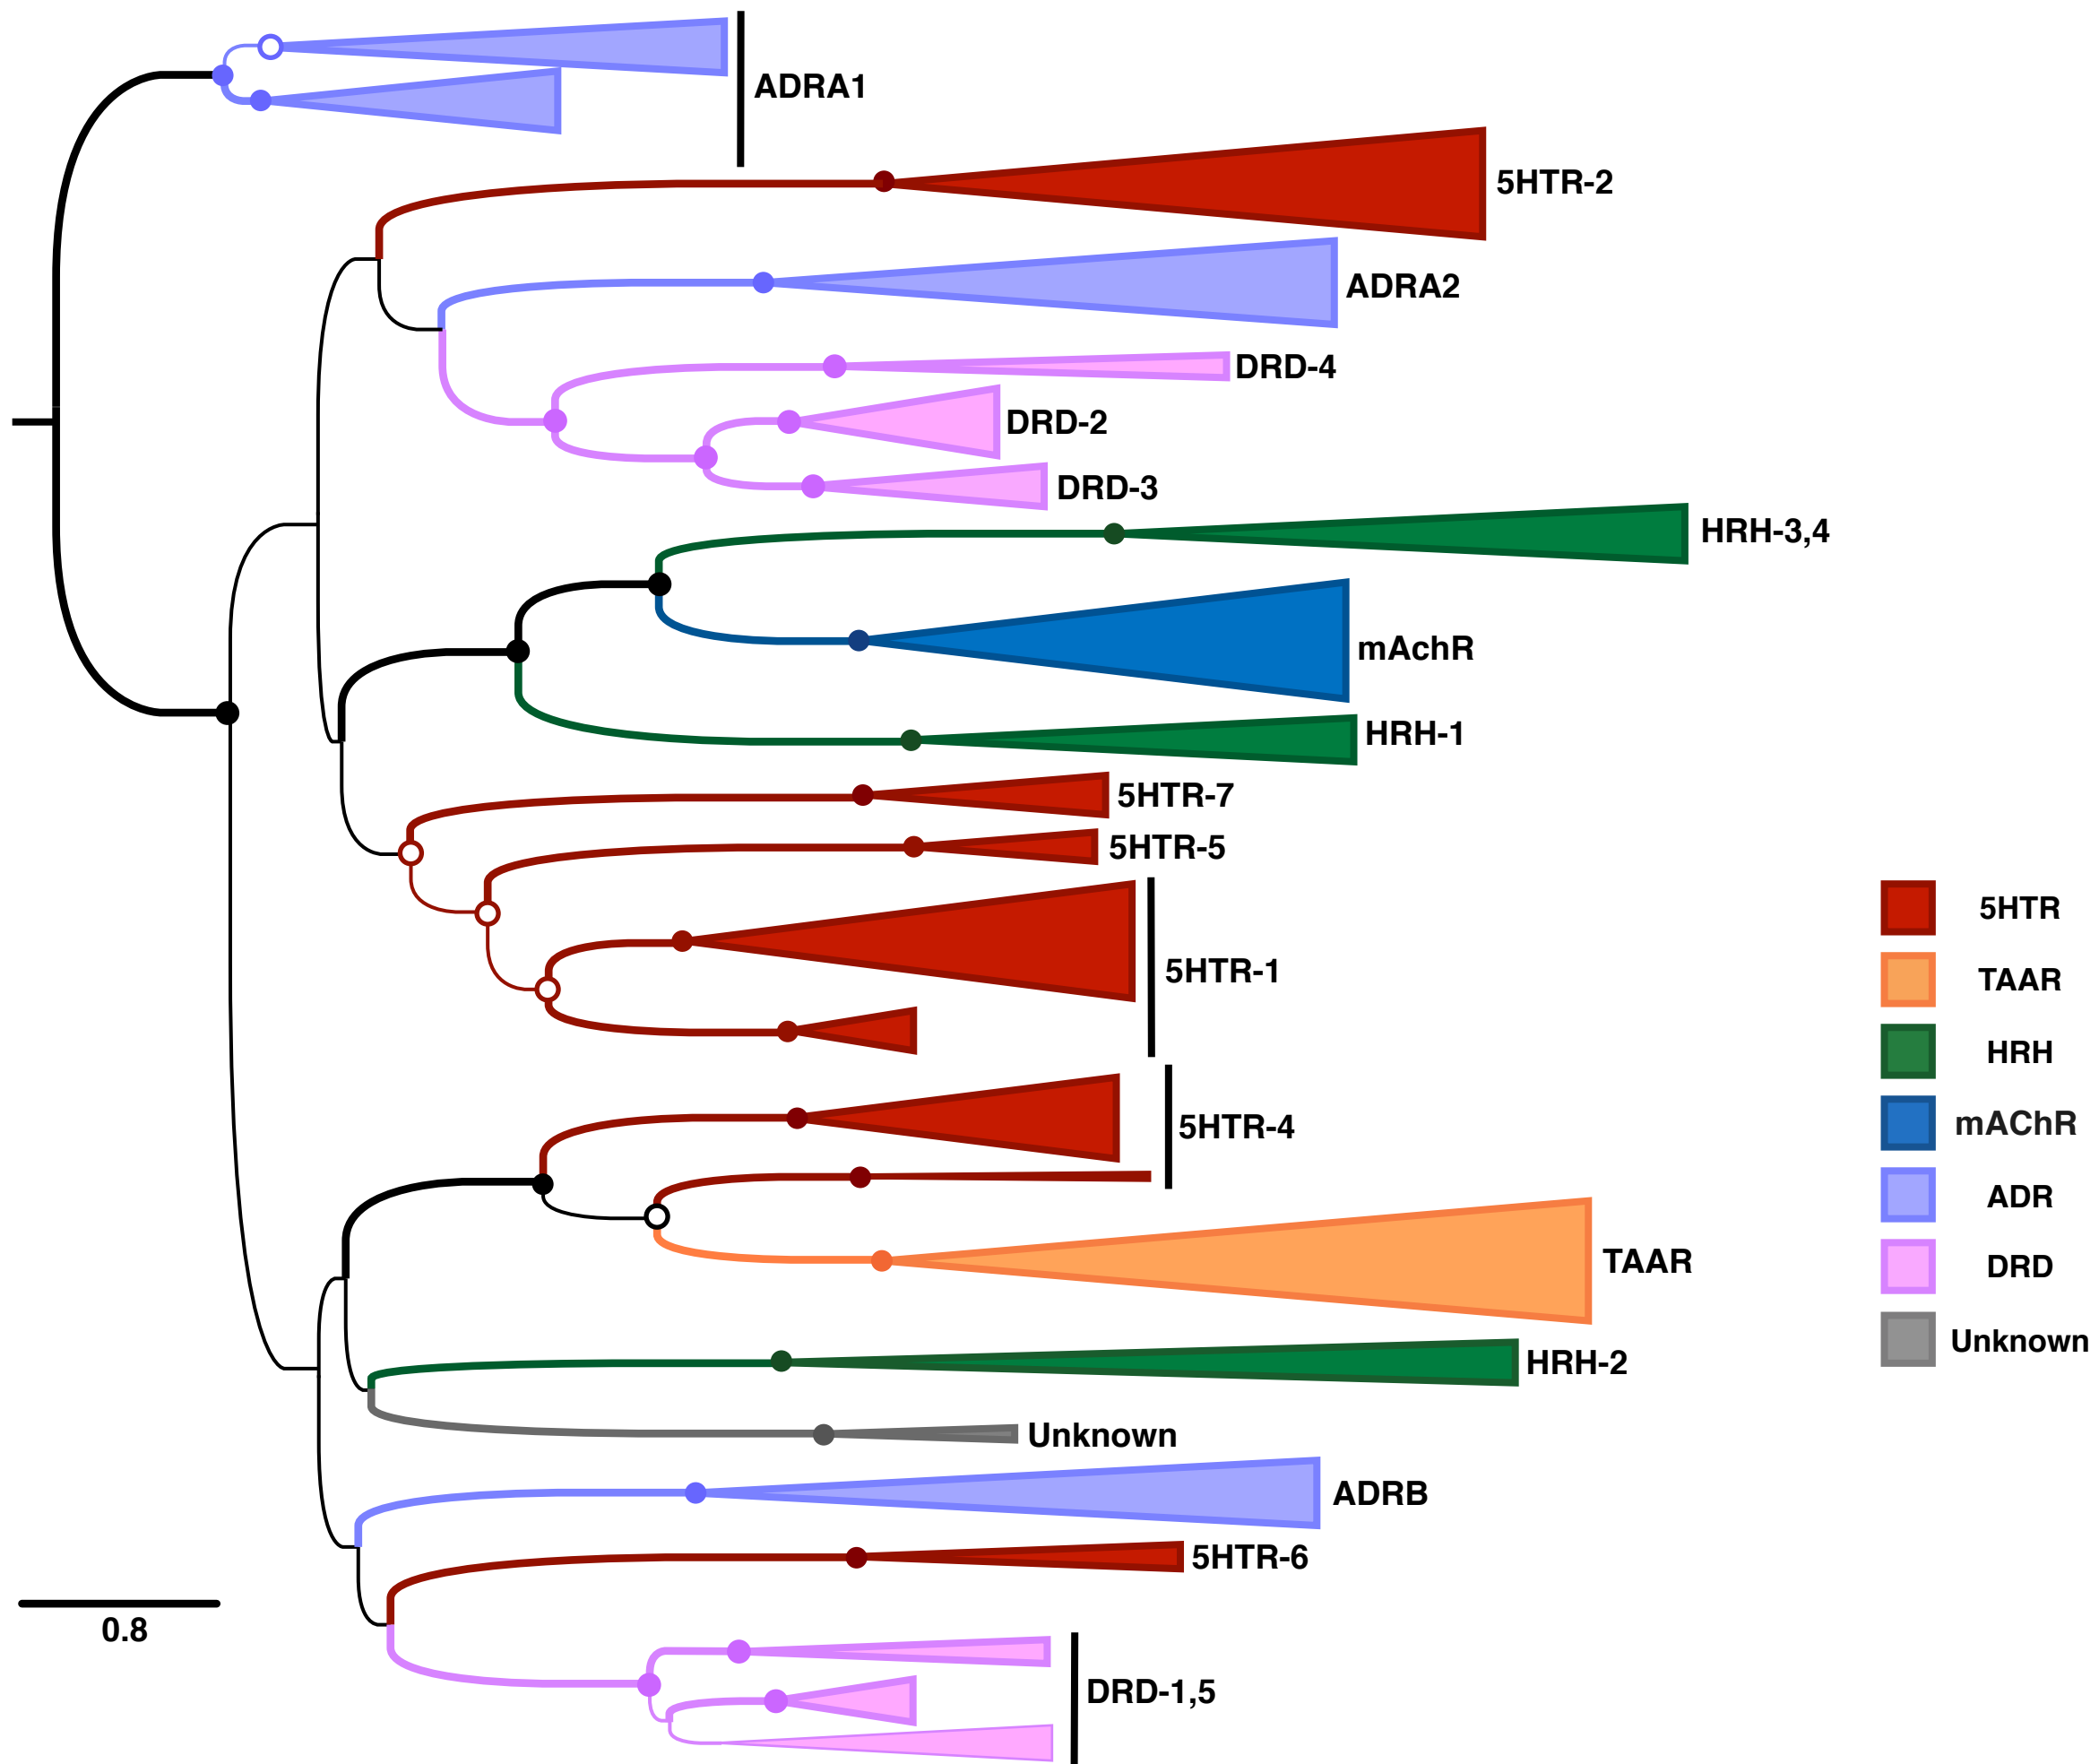 ADRA1
5HTR-2
ADRA2
DRD-4
DRD-2
DRD-3
HRH-3,4
mAchR
HRH-1
5HTR-7
5HTR-5
5HTR-1
5HTR-4
TAAR
HRH-2
Unknown
ADRB
5HTR-6
DRD-1,5
0.8
5HTR
TAAR
HRH
mAChR
ADR
DRD
Unknown